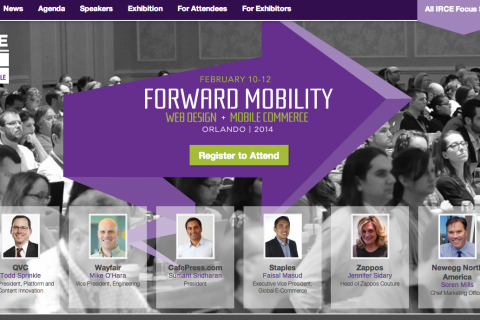 News Agenda Speakers Exhibition For Attendees For Exhibitors
All IRCE Focus
E
LE
FEBRUARY 10-12
FORWARD MOBILITY
WEB DESIGN + MOBILE COMMERCE
ORLANDO | 2014
Register to Attend
QVC
Todd Sprinkle
President, Platform and
Content Innovation
Wayfair
Mike O'Hara
Vice President, Engineering
CafePress.com
Sumant Sridharan
President
Staples
Faisal Masud
Executive Vice President,
Global E-Commerce
Zappos
Jennifer Sidary
Head of Zappos Couture
Newegg North
America
Soren Mills
Chief Marketing Officer